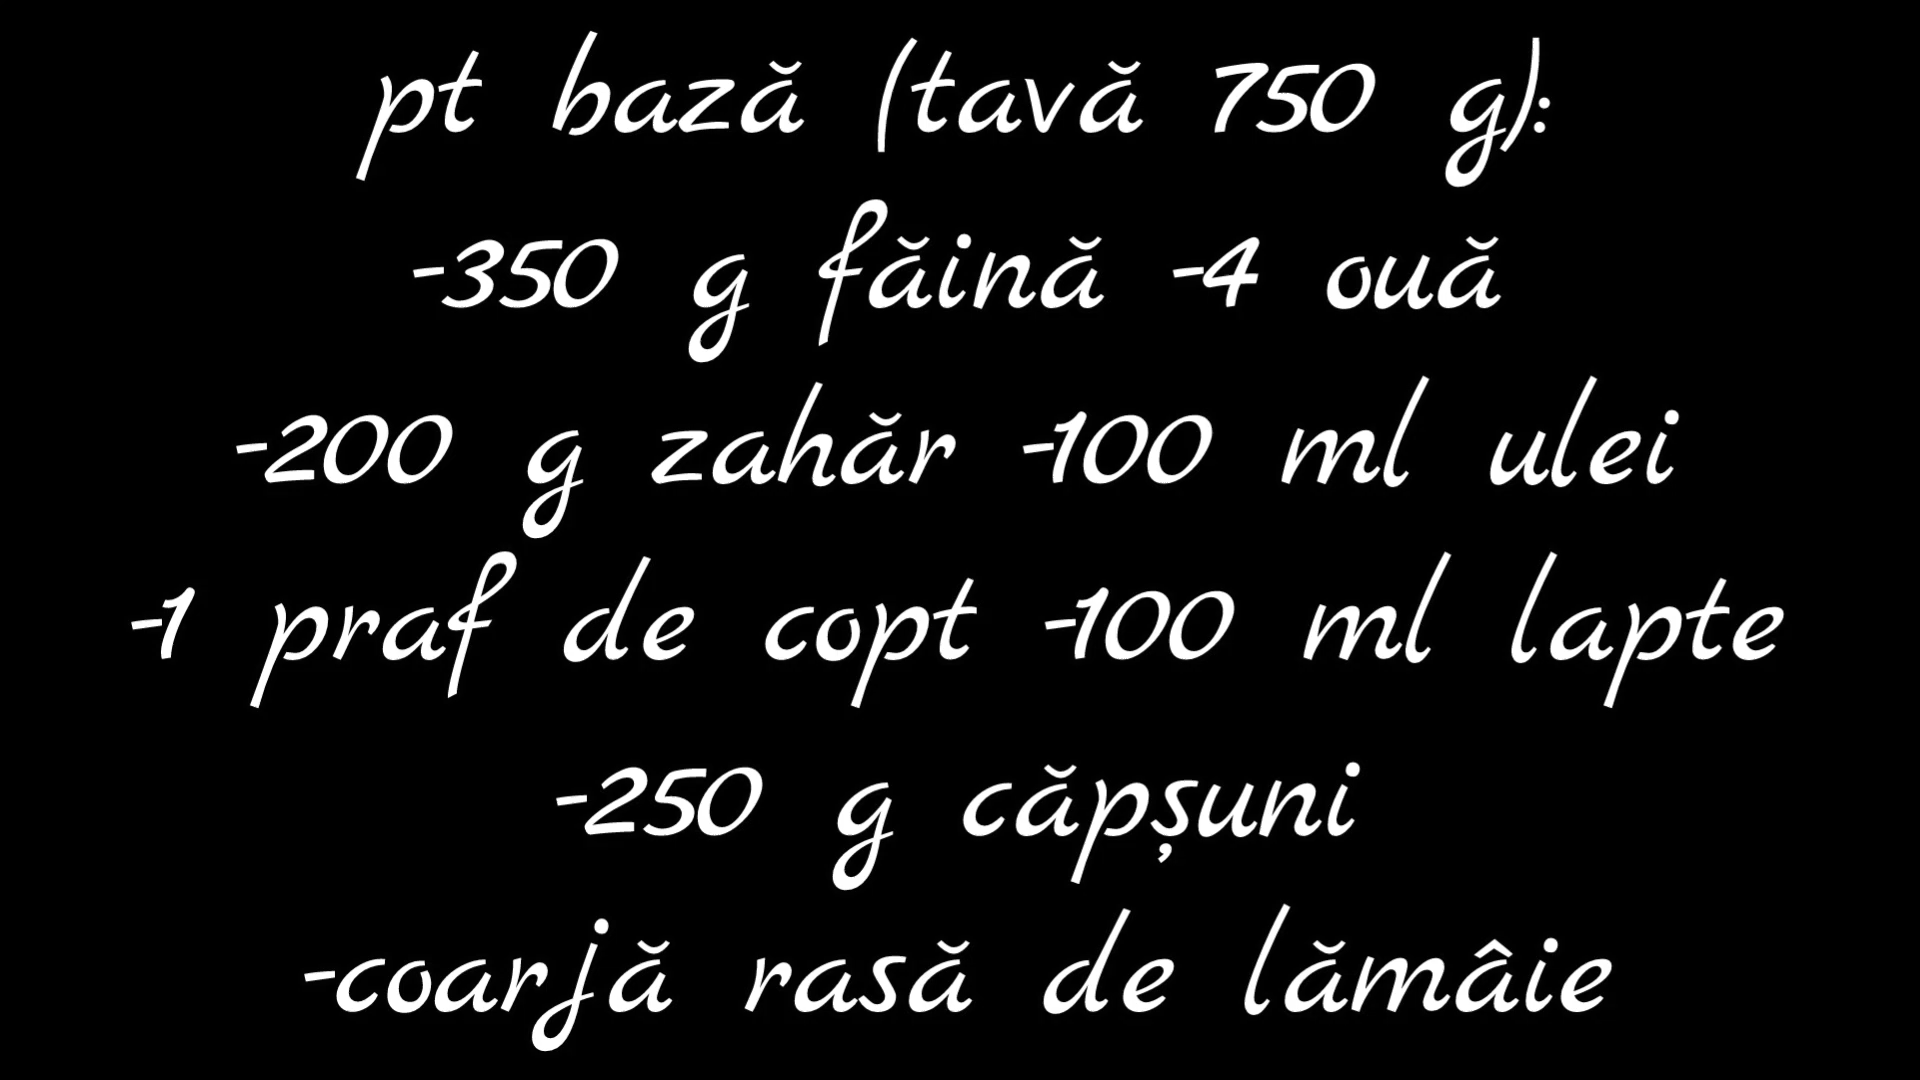 pt bază (tavă 750 g):
-350 g făină -4 ouă
-200 g zahăr -100 ml ulei
-1 praf de copt -100 ml lapte
-250 g căpșuni
-coarjă rasă de lămâie